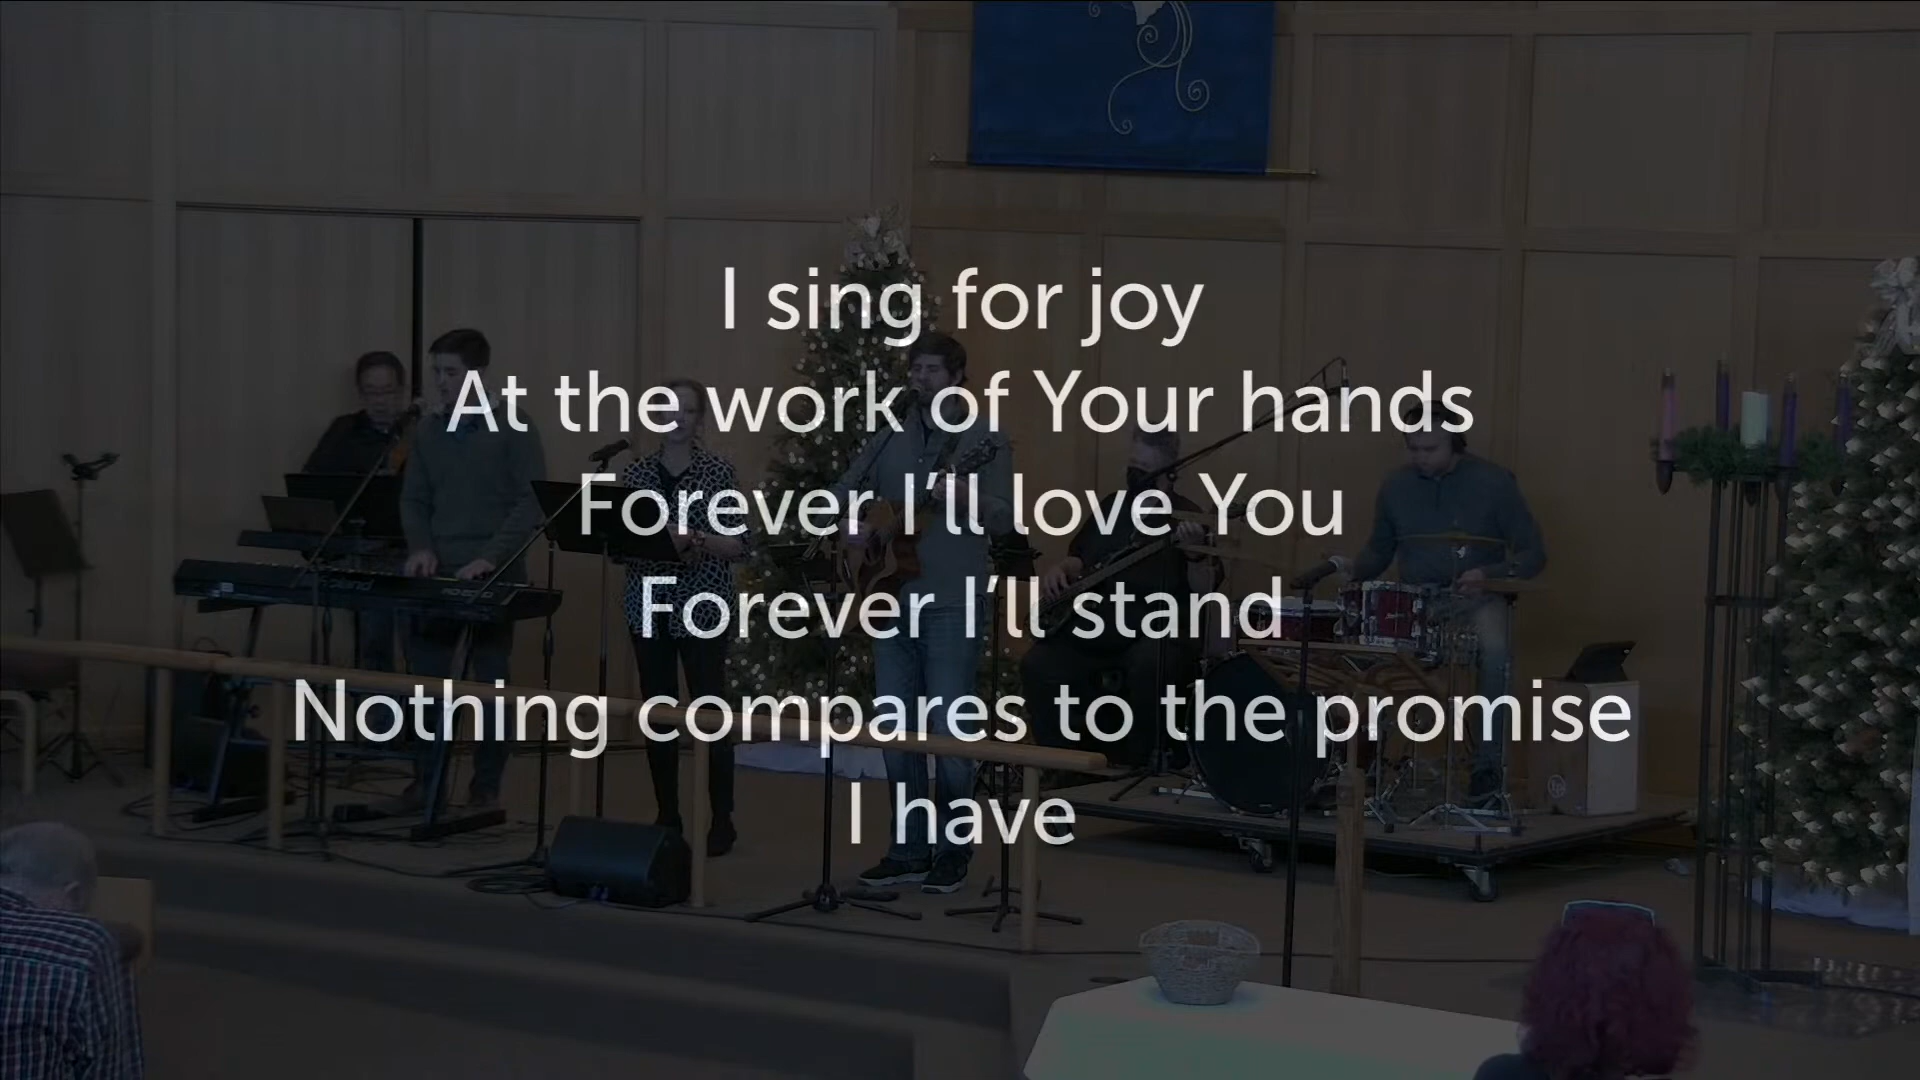 I sing for joy
At the work of Your hands
Forever I'll love You
Forever I'll stand
Nothing compares to the promise
I have
Roland